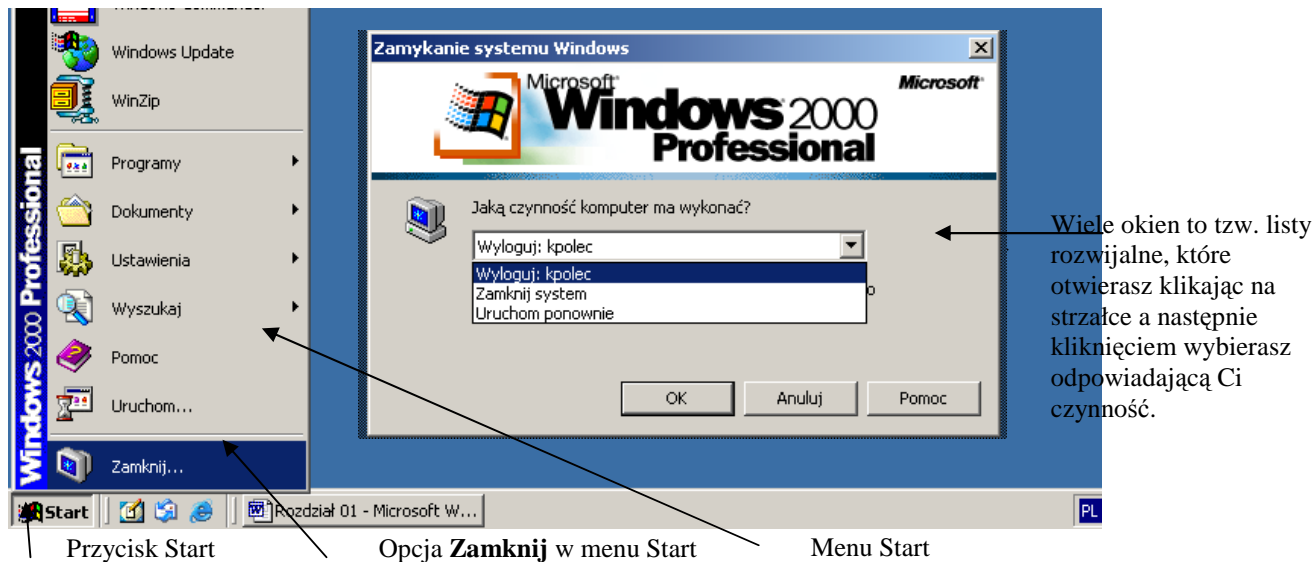 Windows Update
WinZip
Programy
Dokumenty
Ustawienia
Wyszukaj
Pomoc
Uruchom...
Zamknij...
Windows 2000 Professional
Zamykanie systemu Windows
Microsoft
Windows 2000
Professional
Microsoft
Jaką czynność komputer ma wykonać?
Wyloguj: kpolec
Wyloguj: kpolec
Zamknij system
Uruchom ponownie
o
OK Anuluj Pomoc
Wiele okien to tzw. listy
rozwijalne, które
otwierasz klikając na
strzałce a następnie
kliknięciem wybierasz
odpowiadającą Ci
czynność.
Start
Rozdział 01 - Microsoft W...
PL
Przycisk Start
Opcja Zamknij w menu Start
Menu Start